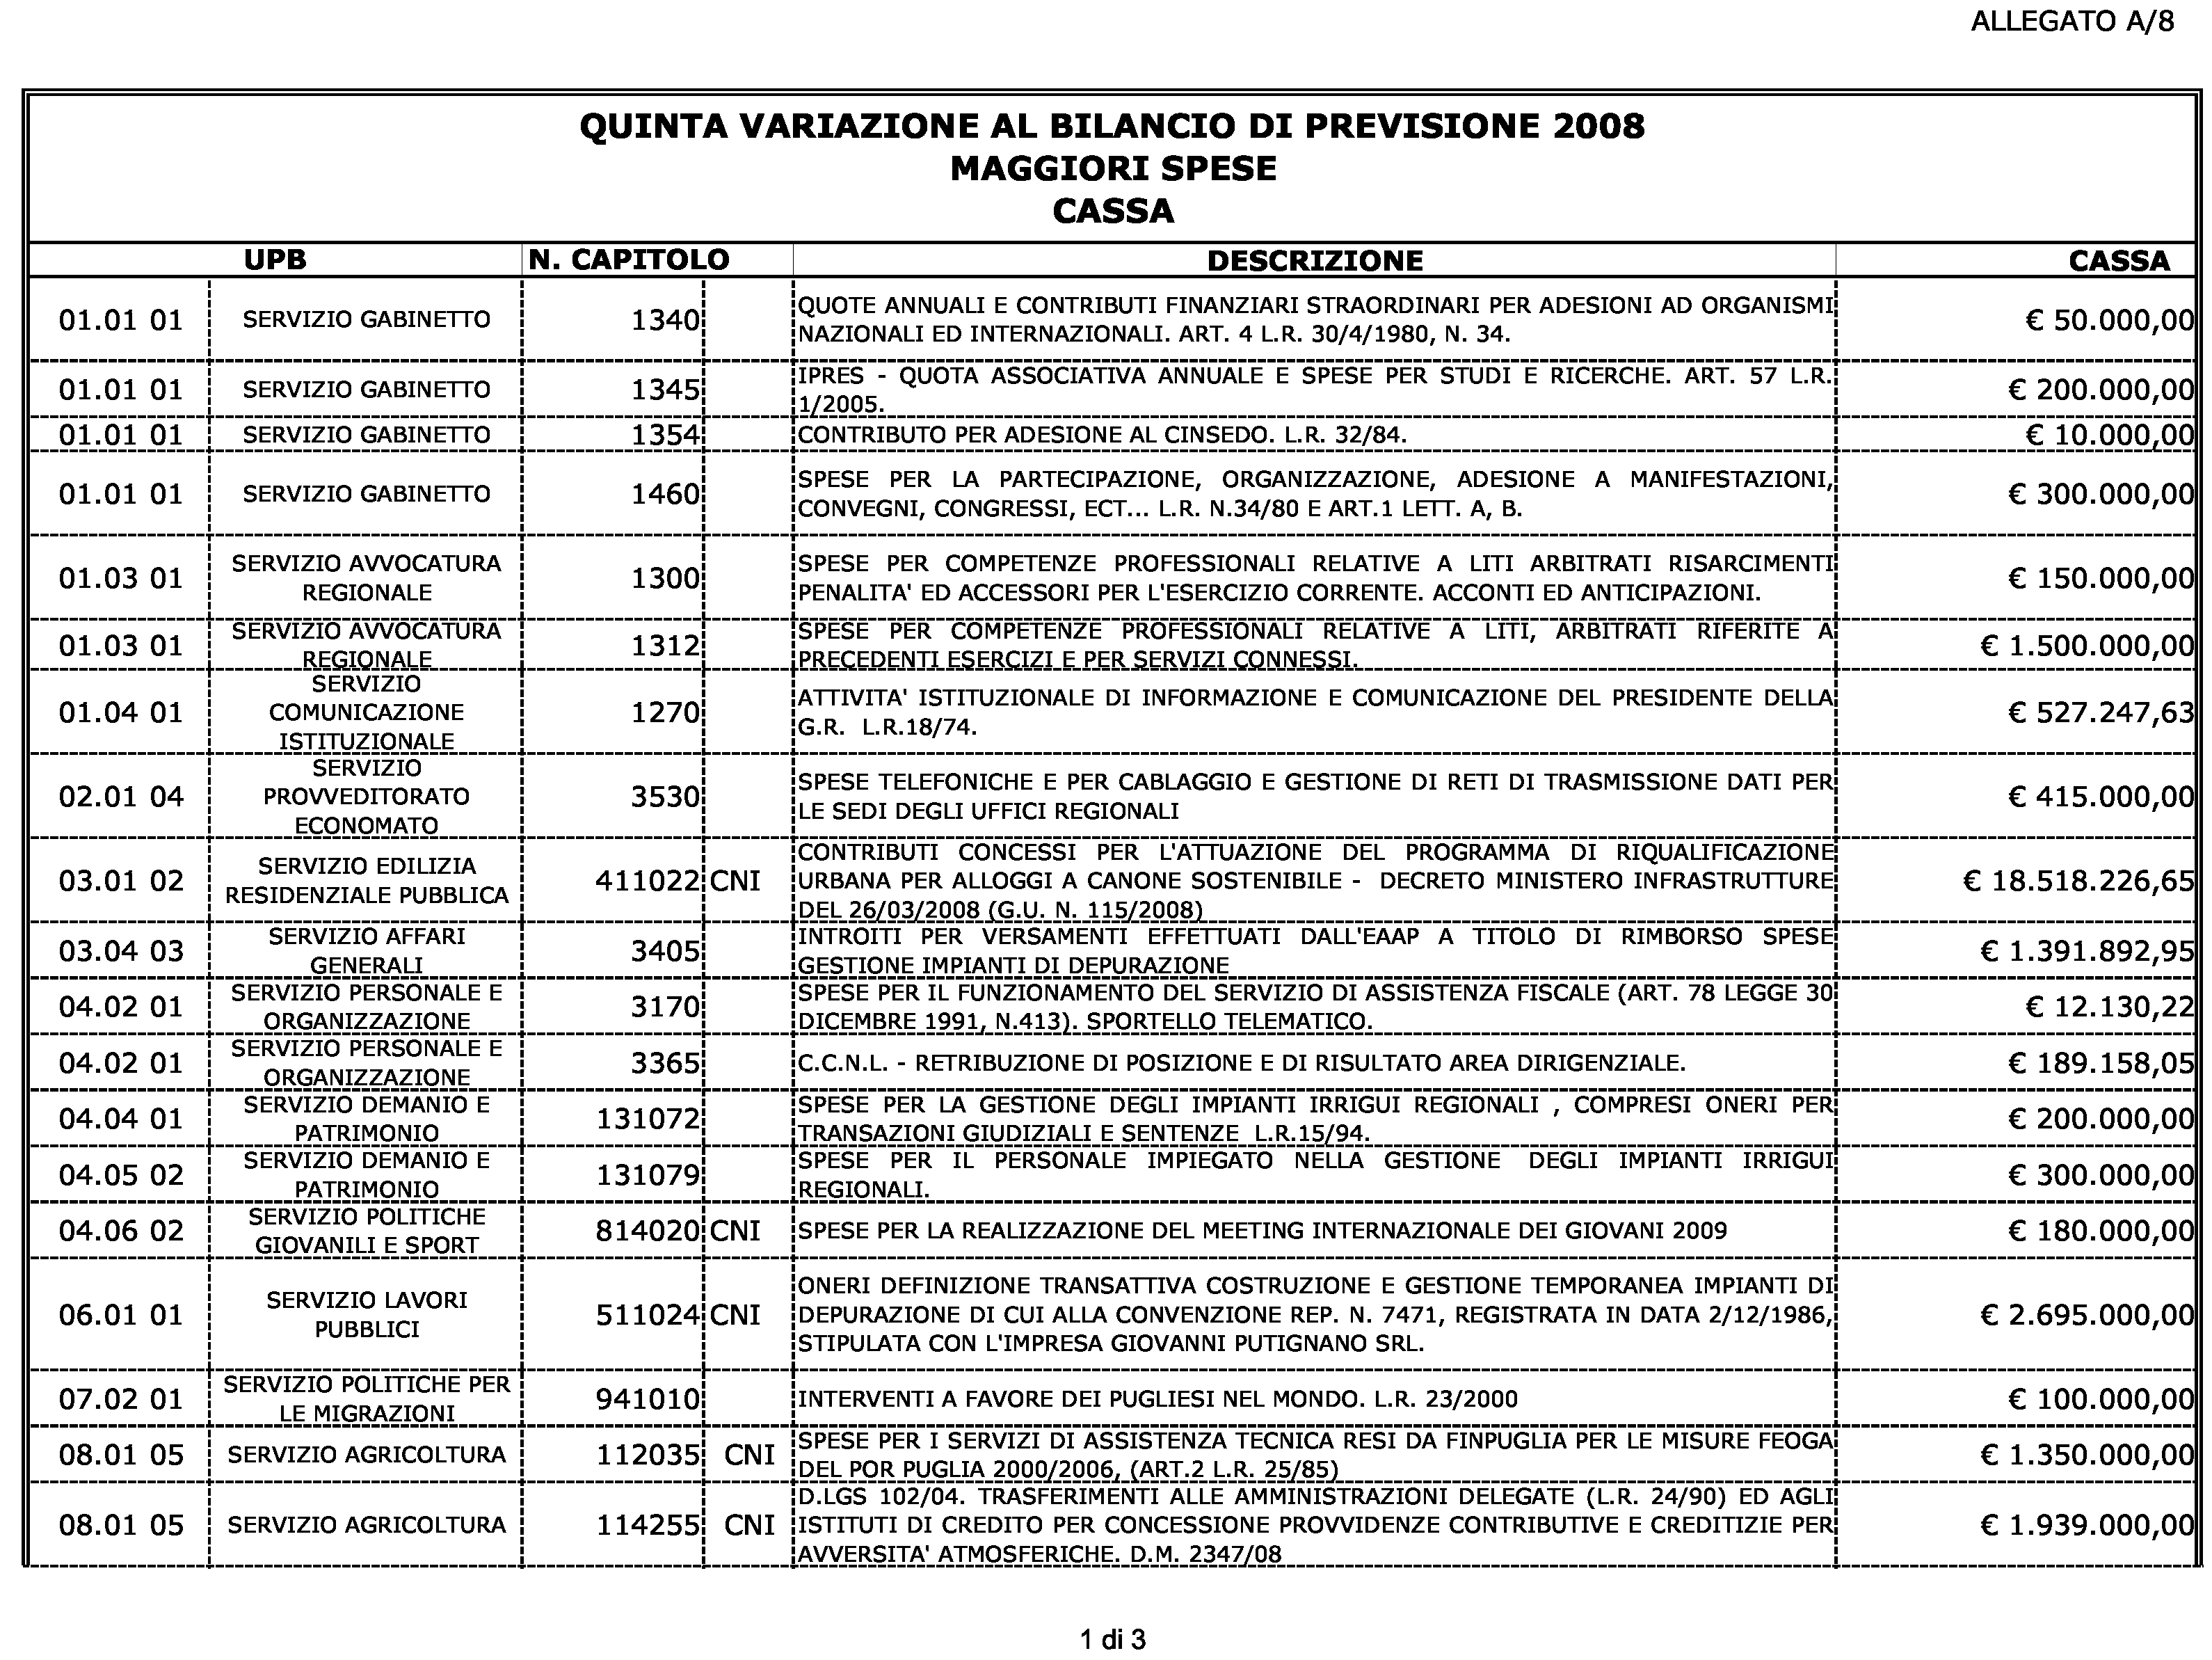 ALLEGATO A/8
QUINTA VARIAZIONE AL BILANCIO DI PREVISIONE 2008
MAGGIORI SPESE
CASSA
UPB N. CAPITOLO DESCRIZIONE CASSA
01.01 01 SERVIZIO GABINETTO 1340 QUOTE ANNUALI E CONTRIBUTI FINANZIARI STRAORDINARI PER ADESIONI AD ORGANISMI
NAZIONALI ED INTERNAZIONALI. ART. 4 L.R. 30/4/1980, N. 34. € 50.000,00
01.01 01 SERVIZIO GABINETTO 1345 IPRES - QUOTA ASSOCIATIVA ANNUALE E SPESE PER STUDI E RICERCHE. ART. 57 L.R.
1/2005. € 200.000,00
01.01 01 SERVIZIO GABINETTO 1354 CONTRIBUTO PER ADESIONE AL CINSEDO. L.R. 32/84. € 10.000,00
01.01 01 SERVIZIO GABINETTO 1460 SPESE PER LA PARTECIPAZIONE, ORGANIZZAZIONE, ADESIONE A MANIFESTAZIONI,
CONVEGNI, CONGRESSI, ECT... L.R. N.34/80 E ART.1 LETT. A, B. € 300.000,00
01.03 01 SERVIZIO AVVOCATURA
REGIONALE 1300 SPESE PER COMPETENZE PROFESSIONALI RELATIVE A LITI ARBITRATI RISARCIMENTI
PENALITA' ED ACCESSORI PER L'ESERCIZIO CORRENTE. ACCONTI ED ANTICIPAZIONI. € 150.000,00
01.03 01 SERVIZIO AVVOCATURA
REGIONALE 1312 SPESE PER COMPETENZE PROFESSIONALI RELATIVE A LITI, ARBITRATI RIFERITE A
PRECEDENTI ESERCIZI E PER SERVIZI CONNESSI. € 1.500.000,00
01.04 01 SERVIZIO
COMUNICAZIONE
ISTITUZIONALE 1270 ATTIVITA' ISTITUZIONALE DI INFORMAZIONE E COMUNICAZIONE DEL PRESIDENTE DELLA
G.R. L.R.18/74. € 527.247,63
02.01 04 SERVIZIO
PROVVEDITORATO
ECONOMATO 3530 SPESE TELEFONICHE E PER CABLAGGIO E GESTIONE DI RETI DI TRASMISSIONE DATI PER
LE SEDI DEGLI UFFICI REGIONALI € 415.000,00
03.01 02 SERVIZIO EDILIZIA
RESIDENZIALE PUBBLICA 411022 CNI CONTRIBUTI CONCESSI PER L'ATTUAZIONE DEL PROGRAMMA DI RIQUALIFICAZIONE
URBANA PER ALLOGGI A CANONE SOSTENIBILE - DECRETO MINISTERO INFRASTRUTTURE
DEL 26/03/2008 (G.U. N. 115/2008) € 18.518.226,65
03.04 03 SERVIZIO AFFARI
GENERALI 3405 INTROITI PER VERSAMENTI EFFETTUATI DALL'EAAP A TITOLO DI RIMBORSO SPESE
GESTIONE IMPIANTI DI DEPURAZIONE € 1.391.892,95
04.02 01 SERVIZIO PERSONALE E
ORGANIZZAZIONE 3170 SPESE PER IL FUNZIONAMENTO DEL SERVIZIO DI ASSISTENZA FISCALE (ART. 78 LEGGE 30
DICEMBRE 1991, N.413). SPORTELLO TELEMATICO. € 12.130,22
04.02 01 SERVIZIO PERSONALE E
ORGANIZZAZIONE 3365 C.C.N.L. - RETRIBUZIONE DI POSIZIONE E DI RISULTATO AREA DIRIGENZIALE. € 189.158,05
04.04 01 SERVIZIO DEMANIO E
PATRIMONIO 131072 SPESE PER LA GESTIONE DEGLI IMPIANTI IRRIGUI REGIONALI , COMPRESI ONERI PER
TRANSAZIONI GIUDIZIALI E SENTENZE L.R.15/94. € 200.000,00
04.05 02 SERVIZIO DEMANIO E
PATRIMONIO 131079 SPESE PER IL PERSONALE IMPIEGATO NELLA GESTIONE DEGLI IMPIANTI IRRIGUI
REGIONALI. € 300.000,00
04.06 02 SERVIZIO POLITICHE
GIOVANILI E SPORT 814020 CNI SPESE PER LA REALIZZAZIONE DEL MEETING INTERNAZIONALE DEI GIOVANI 2009 € 180.000,00
06.01 01 SERVIZIO LAVORI
PUBBLICI 511024 CNI ONERI DEFINIZIONE TRANSATTIVA COSTRUZIONE E GESTIONE TEMPORANEA IMPIANTI DI
DEPURAZIONE DI CUI ALLA CONVENZIONE REP. N. 7471, REGISTRATA IN DATA 2/12/1986,
STIPULATA CON L'IMPRESA GIOVANNI PUTIGNANO SRL. € 2.695.000,00
07.02 01 SERVIZIO POLITICHE PER
LE MIGRAZIONI 941010 INTERVENTI A FAVORE DEI PUGLIESI NEL MONDO. L.R. 23/2000 € 100.000,00
08.01 05 SERVIZIO AGRICOLTURA 112035 CNI SPESE PER I SERVIZI DI ASSISTENZA TECNICA RESI DA FINPUGLIA PER LE MISURE FEOGA
DEL POR PUGLIA 2000/2006, (ART.2 L.R. 25/85) € 1.350.000,00
08.01 05 SERVIZIO AGRICOLTURA 114255 CNI D.LGS 102/04. TRASFERIMENTI ALLE AMMINISTRAZIONI DELEGATE (L.R. 24/90) ED AGLI
ISTITUTI DI CREDITO PER CONCESSIONE PROVVIDENZE CONTRIBUTIVE E CREDITIZIE PER
AVVERSITA' ATMOSFERICHE. D.M. 2347/08 € 1.939.000,00
1 di 3